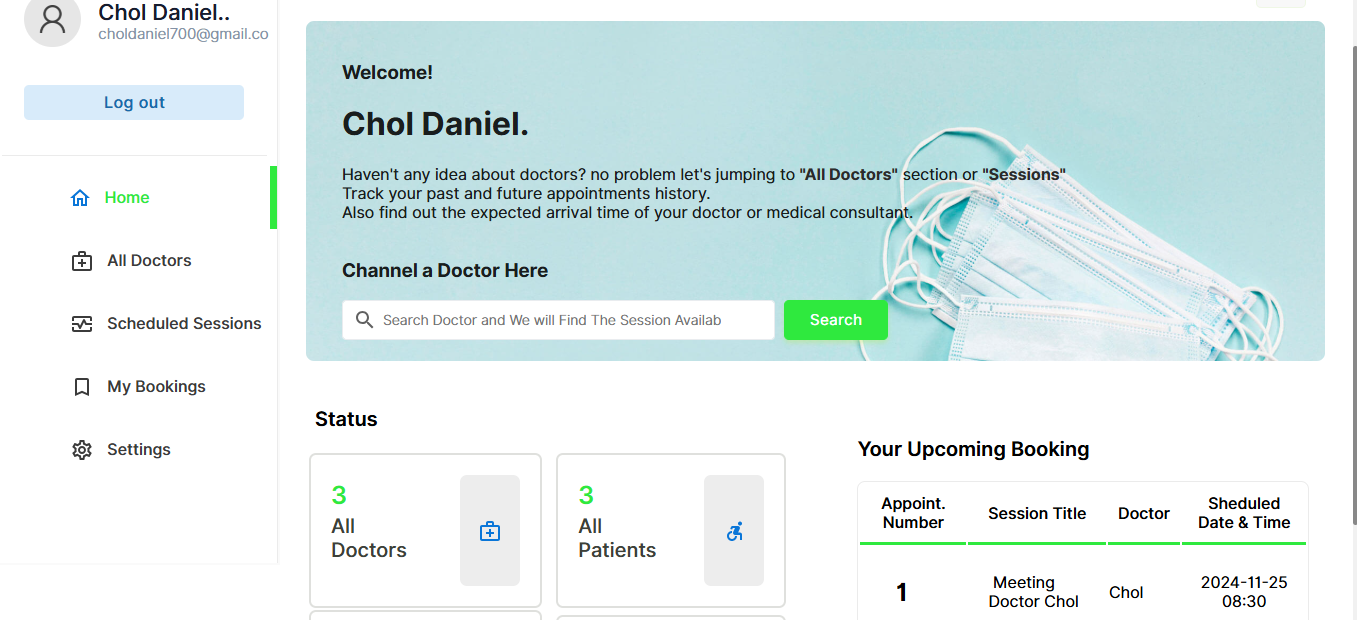 Chol Daniel..
choldaniel700@gmail.co
Log out
Home
All Doctors
Scheduled Sessions
My Bookings
Settings
Welcome!
Chol Daniel.
Haven't any idea about doctors? no problem let's jumping to "All Doctors" section or "Sessions"
Track your past and future appointments history.
Also find out the expected arrival time of your doctor or medical consultant.
Channel a Doctor Here
Search Doctor and We will Find The Session Availab
Search
Status
3
All
Doctors
3
All
Patients
Your Upcoming Booking
Appoint.
Number
Session Title
Doctor
Sheduled
Date & Time
1
Meeting
Doctor Chol
Chol
2024-11-25
08:30